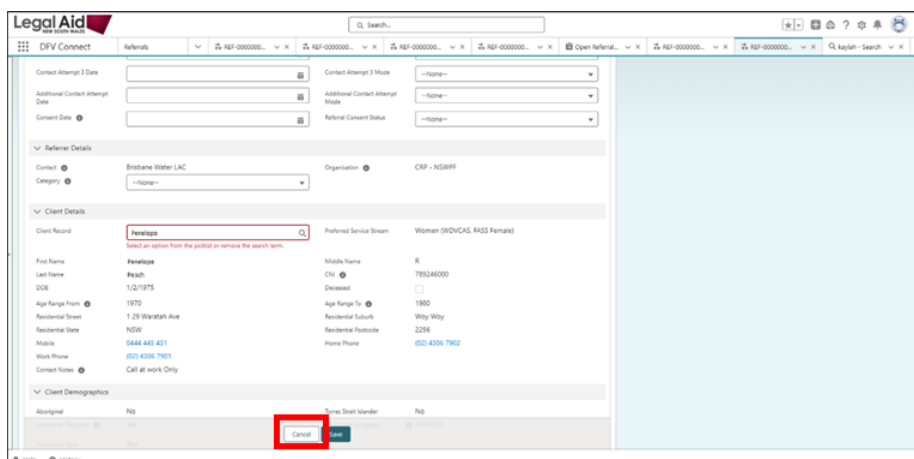 Legal Aid
NEW SOUTH WALES
Search...
DFV Connect Referrals REF-0000000... REF-0000000... REF-0000000... REF-0000000... Open Referral... REF-0000000... REF-0000000... kaylah - Search
Contact Attempt 3 Date Contact Attempt 3 Mode --None--
Additional Contact Attempt Date Additional Contact Attempt Mode --None--
Consent Date Referral Consent Status --None--
Referrer Details
Contact Brisbane Water LAC Organisation CRP - NSWPF
Category --None--
Client Details
Client Record Penelope Preferred Service Stream Women (WDVCAS, PASS Female)
Select an option from the picklist or remove the search term.
First Name Penelope Middle Name R
Last Name Peach CNI 789246000
DOB 1/2/1975 Deceased
Age Range From 1970 Age Range To 1980
Residential Street 1 29 Waratah Ave Residential Suburb Woy Woy
Residential State NSW Residential Postcode 2256
Mobile 0444 445 431 Home Phone (02) 4306 7902
Work Phone (02) 4306 7901
Contact Notes Call at work Only
Client Demographics
Aboriginal No Torres Strait Islander No
Cancel Save